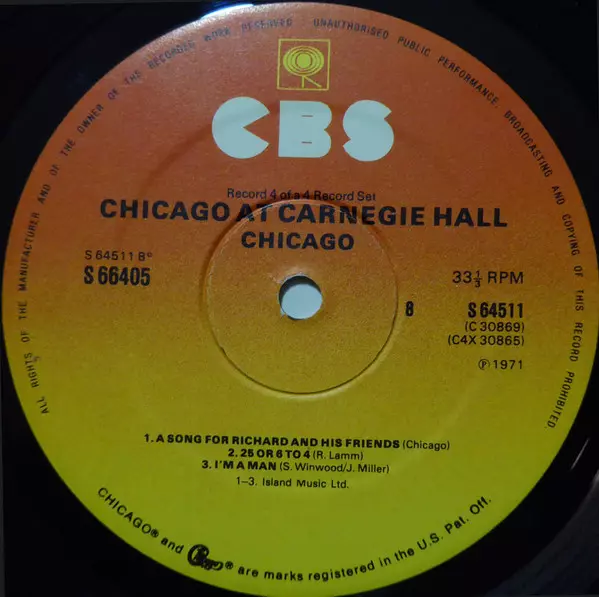 ALL RIGHTS OF THE MANUFACTURER AND OF THE OWNER OF THE RECORDED WORK RESERVED UNAUTHORISED PUBLIC PERFORMANCE, BROADCASTING AND COPYING OF THIS RECORD PROHIBITED.
CBS
Record 4 of a 4 Record Set
CHICAGO AT CARNEGIE HALL
CHICAGO
S 64511 B°
S 66405
33⅓ RPM
8
S 64511
(C 30869)
(C4X 30865)
℗ 1971
1. A SONG FOR RICHARD AND HIS FRIENDS (Chicago)
2. 25 OR 6 TO 4 (R. Lamm)
3. I'M A MAN (S. Winwood/J. Miller)
1–3. Island Music Ltd.
CHICAGO® and Chicago® are marks registered in the U.S. Pat. Off.